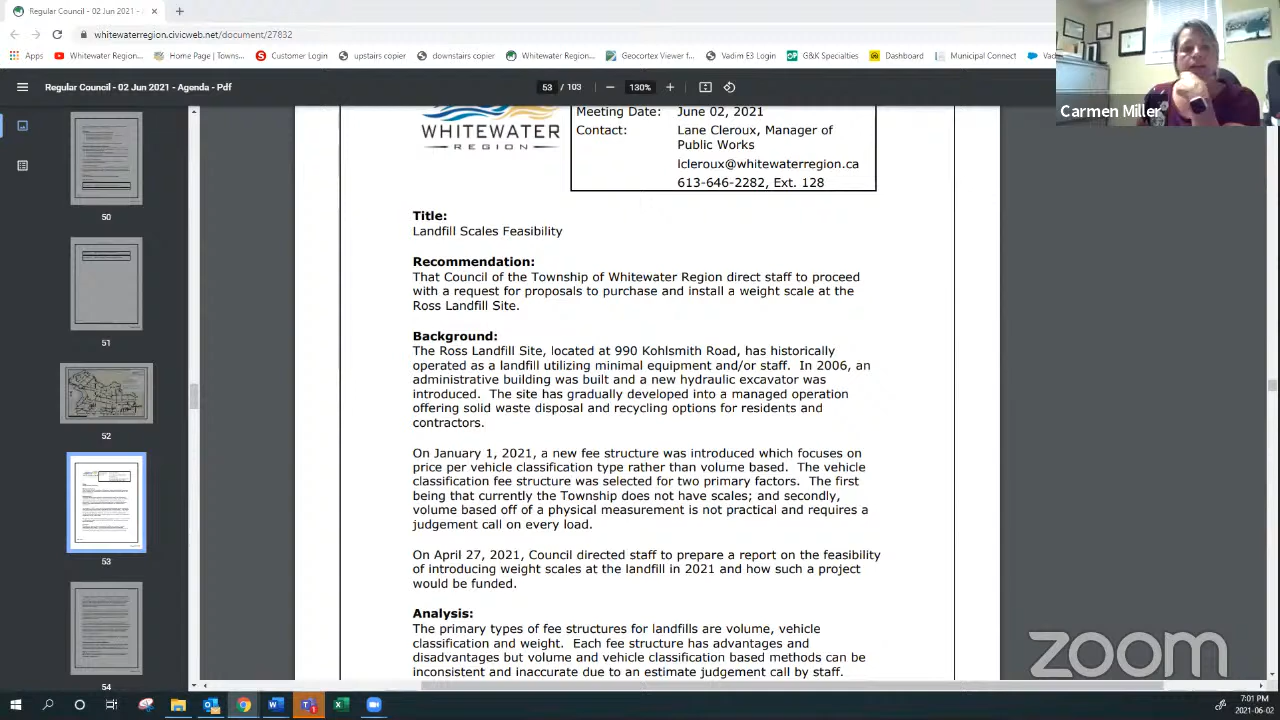 Regular Council - 02 Jun 2021 -
whitewaterregion.civicweb.net/document/27832
Apps
Whitewater Region...
Home Page | Towns...
Customer Login
upstairs copier
downstairs copier
Whitewater Region...
Geocortex Viewer f...
Vadim E3 Login
G&K Specialties
Dashboard
Municipal Connect
Vad
Carmen Miller
Regular Council - 02 Jun 2021 - Agenda - Pdf
53 / 103
130%
50
51
52
53
54
WHITEWATER
REGION
Meeting Date: June 02, 2021
Contact: Lane Cleroux, Manager of
Public Works
lcleroux@whitewaterregion.ca
613-646-2282, Ext. 128
Title:
Landfill Scales Feasibility
Recommendation:
That Council of the Township of Whitewater Region direct staff to proceed
with a request for proposals to purchase and install a weight scale at the
Ross Landfill Site.
Background:
The Ross Landfill Site, located at 990 Kohlsmith Road, has historically
operated as a landfill utilizing minimal equipment and/or staff. In 2006, an
administrative building was built and a new hydraulic excavator was
introduced. The site has gradually developed into a managed operation
offering solid waste disposal and recycling options for residents and
contractors.
On January 1, 2021, a new fee structure was introduced which focuses on
price per vehicle classification type rather than volume based. The vehicle
classification fee structure was selected for two primary factors. The first
being that currently the Township does not have scales; and secondly,
volume based off of a physical measurement is not practical and requires a
judgement call on every load.
On April 27, 2021, Council directed staff to prepare a report on the feasibility
of introducing weight scales at the landfill in 2021 and how such a project
would be funded.
Analysis:
The primary types of fee structures for landfills are volume, vehicle
classification and weight. Each fee structure has advantages and
disadvantages but volume and vehicle classification based methods can be
inconsistent and inaccurate due to an estimate judgement call by staff.
zoom
7:01 PM
2021-06-02